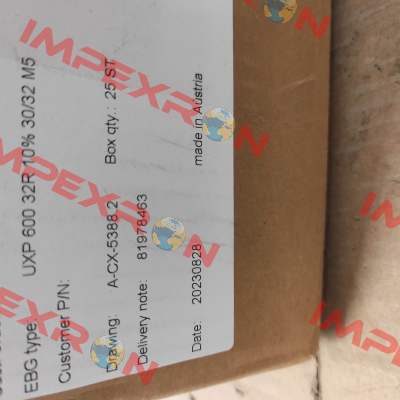 EBG type: UXP 600 32R 10% 30/32 M5
Customer P/N:
Drawing: A-CX-5388.2 Box qty.: 25 ST
Delivery note: 81978463
Date: 20230828 made in Austria
IMPEXRON
IMPEXRON
IMPEXRON